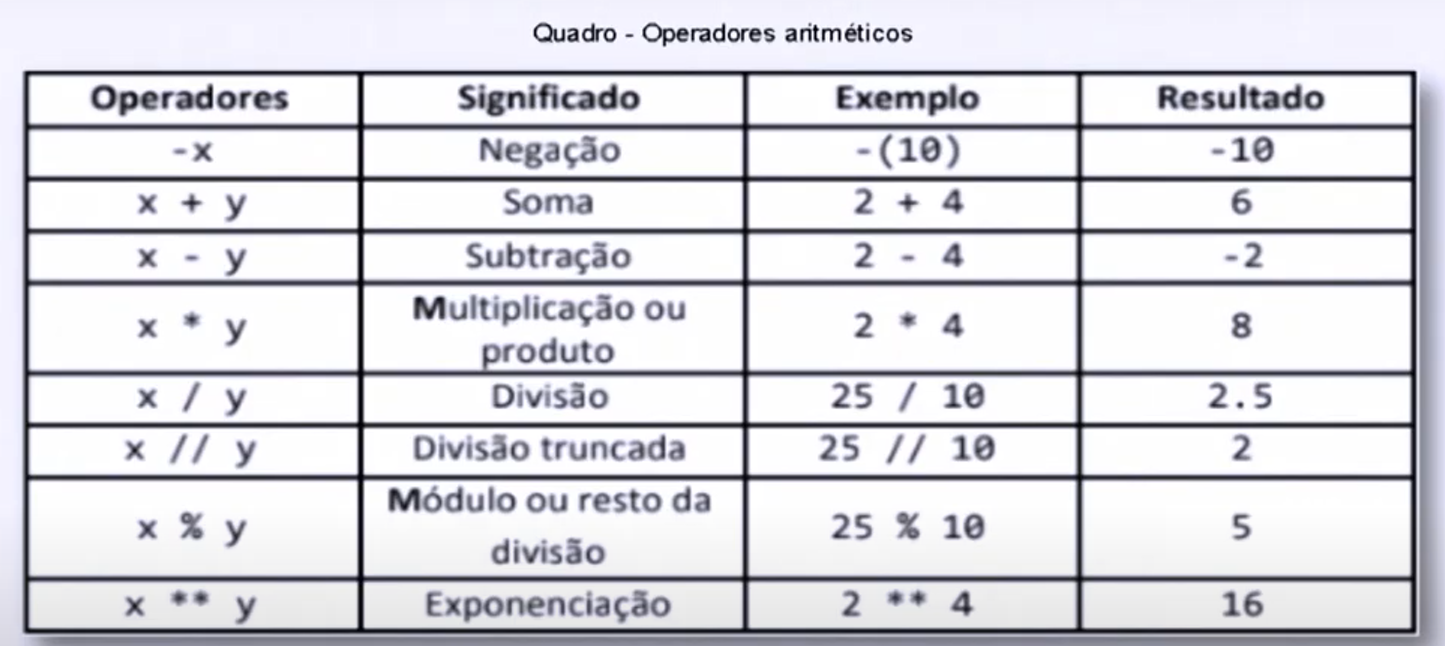 Quadro - Operadores aritméticos
Operadores Significado Exemplo Resultado
-x Negação -(10) -10
x + y Soma 2 + 4 6
x - y Subtração 2 - 4 -2
x * y Multiplicação ou produto 2 * 4 8
x / y Divisão 25 / 10 2.5
x // y Divisão truncada 25 // 10 2
x % y Módulo ou resto da divisão 25 % 10 5
x ** y Exponenciação 2 ** 4 16